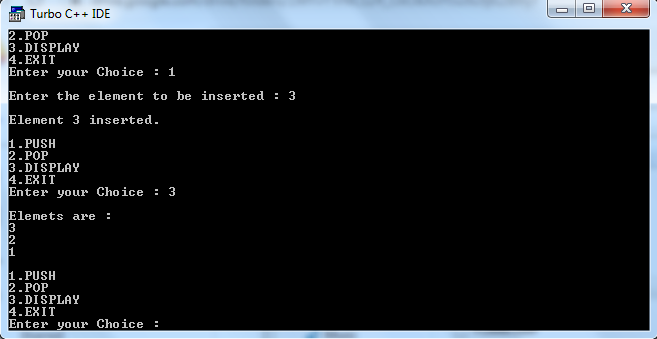 Turbo C++ IDE
2.POP
3.DISPLAY
4.EXIT
Enter your Choice : 1
Enter the element to be inserted : 3
Element 3 inserted.
1.PUSH
2.POP
3.DISPLAY
4.EXIT
Enter your Choice : 3
Elemets are :
3
2
1
1.PUSH
2.POP
3.DISPLAY
4.EXIT
Enter your Choice :